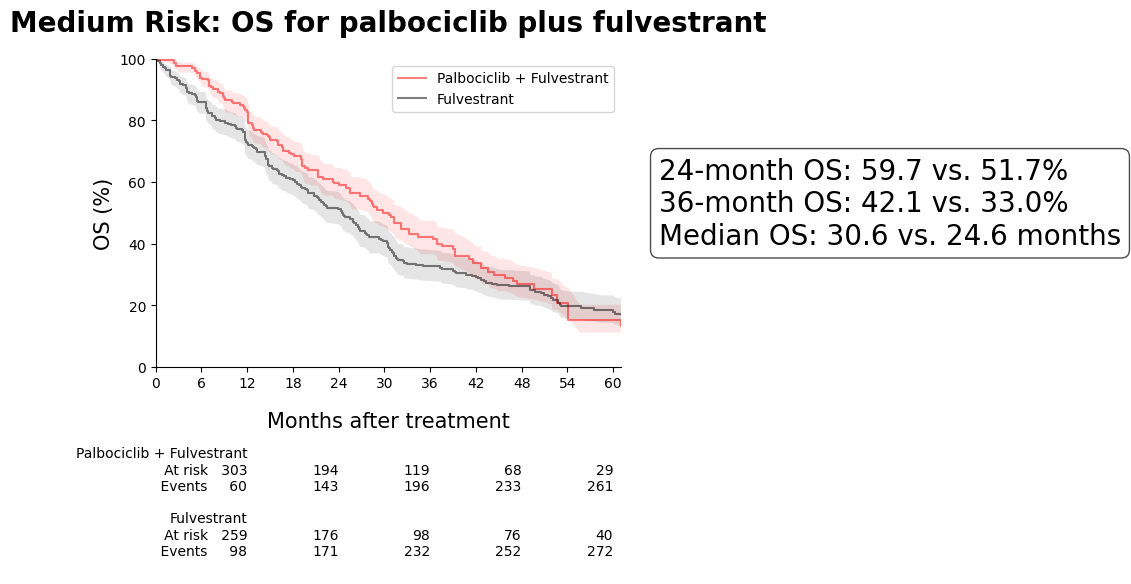 Medium Risk: OS for palbociclib plus fulvestrant
100
80
60
40
20
0
OS (%)
Palbociclib + Fulvestrant
Fulvestrant
24-month OS: 59.7 vs. 51.7%
36-month OS: 42.1 vs. 33.0%
Median OS: 30.6 vs. 24.6 months
0 6 12 18 24 30 36 42 48 54 60
Months after treatment
Palbociclib + Fulvestrant
At risk 303 194 119 68 29
Events 60 143 196 233 261
Fulvestrant
At risk 259 176 98 76 40
Events 98 171 232 252 272